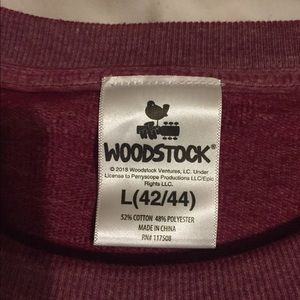 WOODSTOCK®
© 2018 Woodstock Ventures, LC. Under
License to Perryscope Productions LLC/Epic
Rights LLC.
L(42/44)
52% COTTON 48% POLYESTER
MADE IN CHINA
RN# 117508